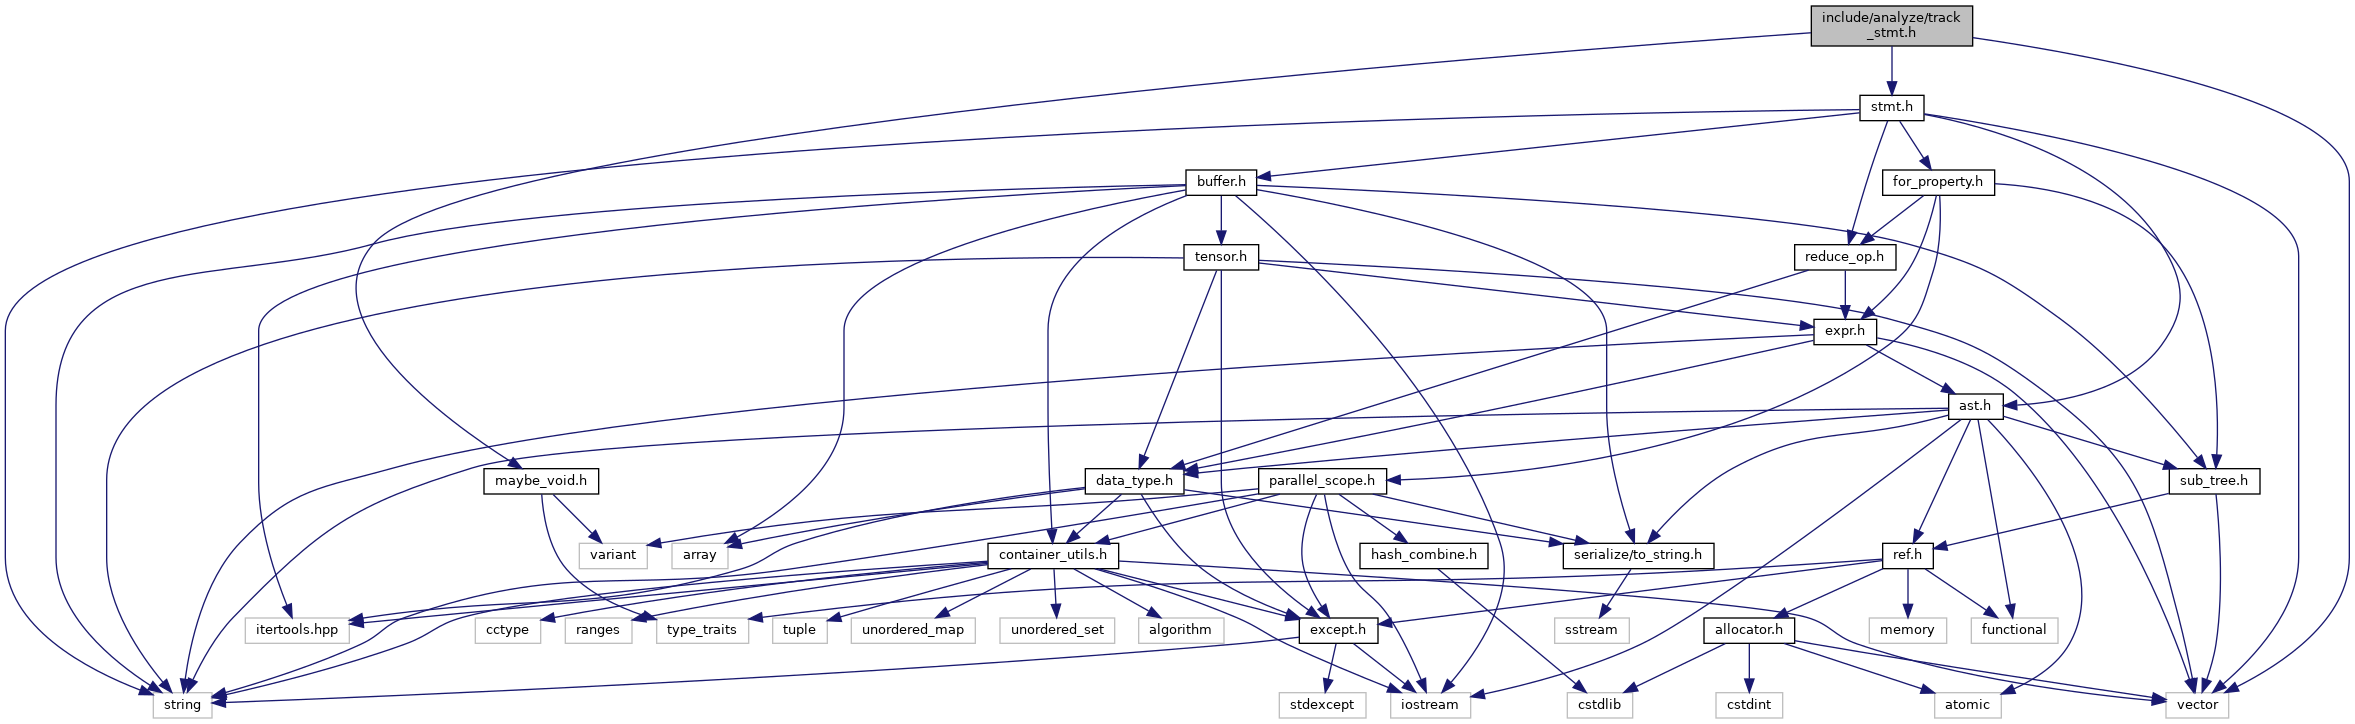 include/analyze/track
_stmt.h
stmt.h
buffer.h
for_property.h
tensor.h
reduce_op.h
expr.h
ast.h
maybe_void.h
data_type.h
parallel_scope.h
sub_tree.h
variant
array
container_utils.h
hash_combine.h
serialize/to_string.h
ref.h
itertools.hpp
cctype
ranges
type_traits
tuple
unordered_map
unordered_set
algorithm
except.h
sstream
allocator.h
memory
functional
string
stdexcept
iostream
cstdlib
cstdint
atomic
vector